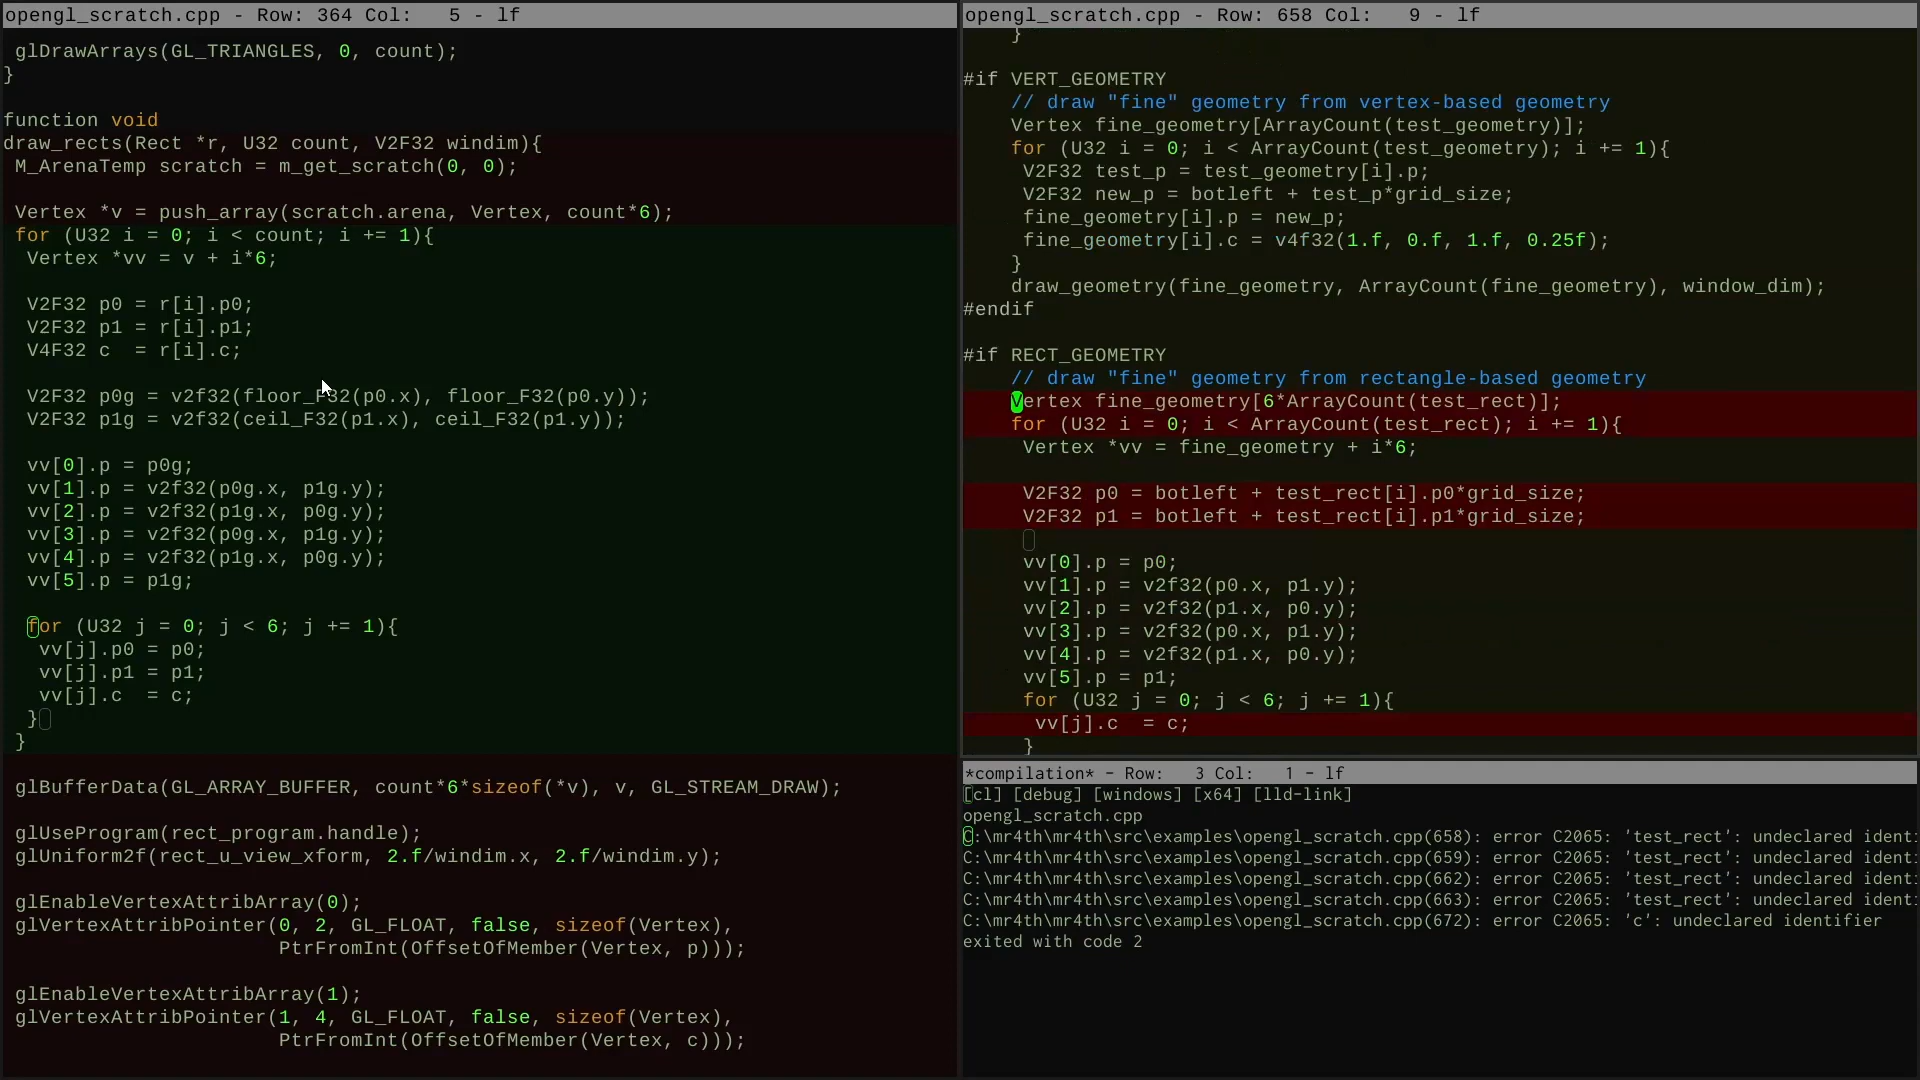 opengl_scratch.cpp - Row: 364 Col:   5 - lf
glDrawArrays(GL_TRIANGLES, 0, count);
}
function void
draw_rects(Rect *r, U32 count, V2F32 windim){
M_ArenaTemp scratch = m_get_scratch(0, 0);
Vertex *v = push_array(scratch.arena, Vertex, count*6);
for (U32 i = 0; i < count; i += 1){
Vertex *vv = v + i*6;
V2F32 p0 = r[i].p0;
V2F32 p1 = r[i].p1;
V4F32 c  = r[i].c;
V2F32 p0g = v2f32(floor_F32(p0.x), floor_F32(p0.y));
V2F32 p1g = v2f32(ceil_F32(p1.x), ceil_F32(p1.y));
vv[0].p = p0g;
vv[1].p = v2f32(p0g.x, p1g.y);
vv[2].p = v2f32(p1g.x, p0g.y);
vv[3].p = v2f32(p0g.x, p1g.y);
vv[4].p = v2f32(p1g.x, p0g.y);
vv[5].p = p1g;
for (U32 j = 0; j < 6; j += 1){
vv[j].p0 = p0;
vv[j].p1 = p1;
vv[j].c  = c;
}
}
glBufferData(GL_ARRAY_BUFFER, count*6*sizeof(*v), v, GL_STREAM_DRAW);
glUseProgram(rect_program.handle);
glUniform2f(rect_u_view_xform, 2.f/windim.x, 2.f/windim.y);
glEnableVertexAttribArray(0);
glVertexAttribPointer(0, 2, GL_FLOAT, false, sizeof(Vertex),
PtrFromInt(OffsetOfMember(Vertex, p)));
glEnableVertexAttribArray(1);
glVertexAttribPointer(1, 4, GL_FLOAT, false, sizeof(Vertex),
PtrFromInt(OffsetOfMember(Vertex, c)));
opengl_scratch.cpp - Row: 658 Col:   9 - lf
}
#if VERT_GEOMETRY
// draw "fine" geometry from vertex-based geometry
Vertex fine_geometry[ArrayCount(test_geometry)];
for (U32 i = 0; i < ArrayCount(test_geometry); i += 1){
V2F32 test_p = test_geometry[i].p;
V2F32 new_p = botleft + test_p*grid_size;
fine_geometry[i].p = new_p;
fine_geometry[i].c = v4f32(1.f, 0.f, 1.f, 0.25f);
}
draw_geometry(fine_geometry, ArrayCount(fine_geometry), window_dim);
#endif
#if RECT_GEOMETRY
// draw "fine" geometry from rectangle-based geometry
Vertex fine_geometry[6*ArrayCount(test_rect)];
for (U32 i = 0; i < ArrayCount(test_rect); i += 1){
Vertex *vv = fine_geometry + i*6;
V2F32 p0 = botleft + test_rect[i].p0*grid_size;
V2F32 p1 = botleft + test_rect[i].p1*grid_size;
vv[0].p = p0;
vv[1].p = v2f32(p0.x, p1.y);
vv[2].p = v2f32(p1.x, p0.y);
vv[3].p = v2f32(p0.x, p1.y);
vv[4].p = v2f32(p1.x, p0.y);
vv[5].p = p1;
for (U32 j = 0; j < 6; j += 1){
vv[j].c  = c;
}
*compilation* - Row:   3 Col:   1 - lf
[cl] [debug] [windows] [x64] [lld-link]
opengl_scratch.cpp
C:\mr4th\mr4th\src\examples\opengl_scratch.cpp(658): error C2065: 'test_rect': undeclared identi
C:\mr4th\mr4th\src\examples\opengl_scratch.cpp(659): error C2065: 'test_rect': undeclared identi
C:\mr4th\mr4th\src\examples\opengl_scratch.cpp(662): error C2065: 'test_rect': undeclared identi
C:\mr4th\mr4th\src\examples\opengl_scratch.cpp(663): error C2065: 'test_rect': undeclared identi
C:\mr4th\mr4th\src\examples\opengl_scratch.cpp(672): error C2065: 'c': undeclared identifier
exited with code 2